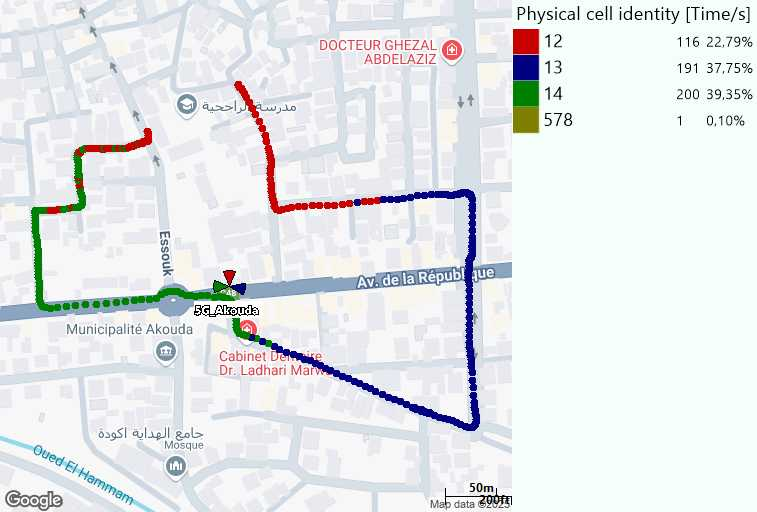 Physical cell identity [Time/s]
12 116 22,79%
13 191 37,75%
14 200 39,35%
578 1 0,10%
DOCTEUR GHEZAL
ABDELAZIZ
مدرسة الراجحية
Essouk
Av. de la République
5G_Akouda
Municipalité Akouda
Cabinet Dentaire
Dr. Ladhari Marw
جامع الهداية اكودة
Mosque
Oued El Hammam
50m
200ft
Google
Map data ©2025